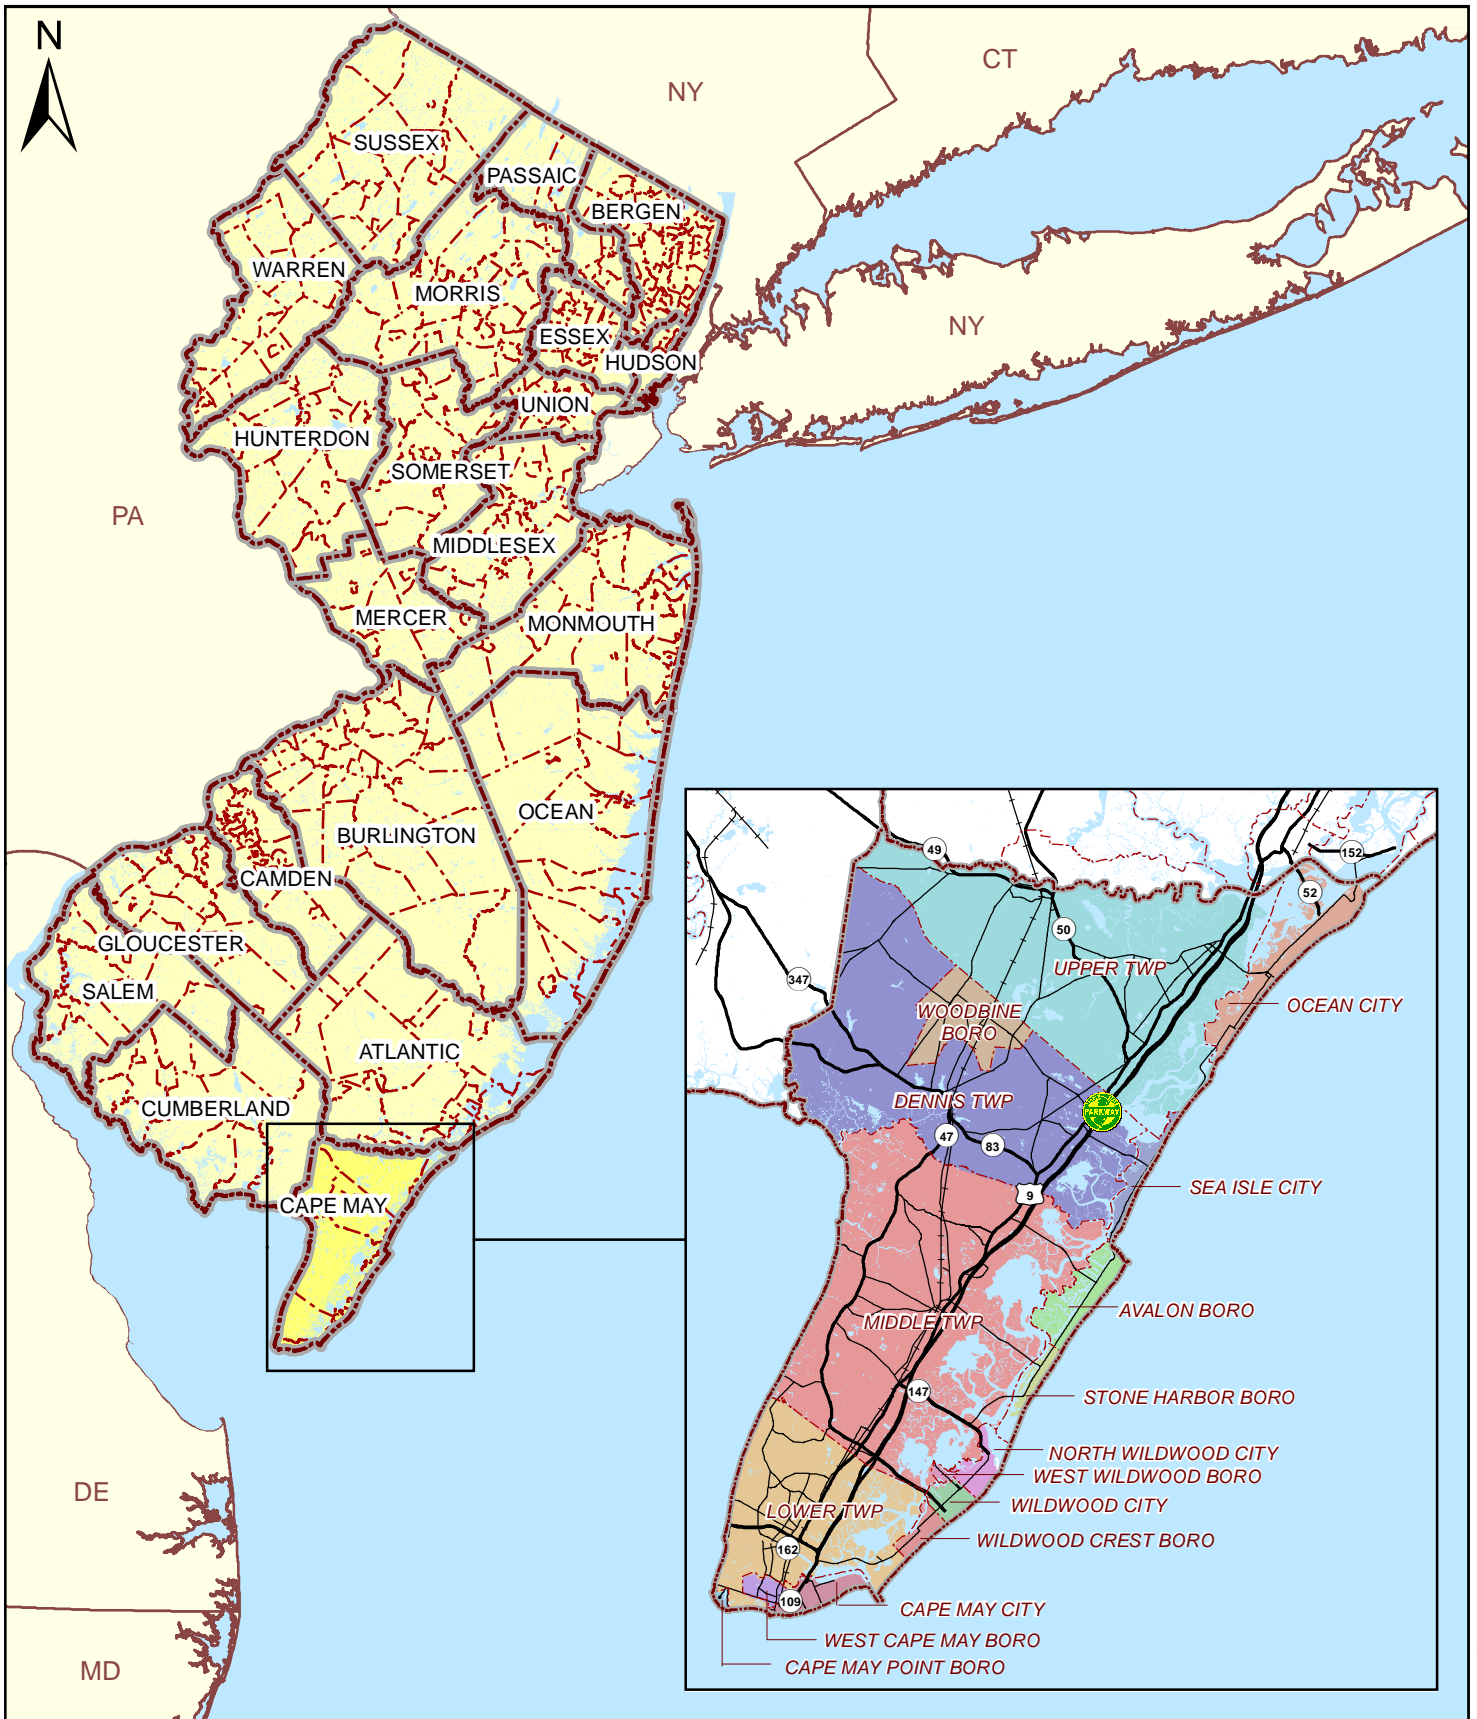 N
NY
CT
SUSSEX
PASSAIC
BERGEN
WARREN
MORRIS
NY
ESSEX
HUDSON
UNION
HUNTERDON
SOMERSET
PA
MIDDLESEX
MERCER
MONMOUTH
OCEAN
BURLINGTON
CAMDEN
GLOUCESTER
SALEM
ATLANTIC
CUMBERLAND
CAPE MAY
DE
MD
49
152
52
50
UPPER TWP
347
OCEAN CITY
WOODBINE
BORO
DENNIS TWP
PARKWAY
47
83
9
SEA ISLE CITY
AVALON BORO
MIDDLE TWP
147
STONE HARBOR BORO
NORTH WILDWOOD CITY
WEST WILDWOOD BORO
WILDWOOD CITY
LOWER TWP
WILDWOOD CREST BORO
162
109
CAPE MAY CITY
WEST CAPE MAY BORO
CAPE MAY POINT BORO